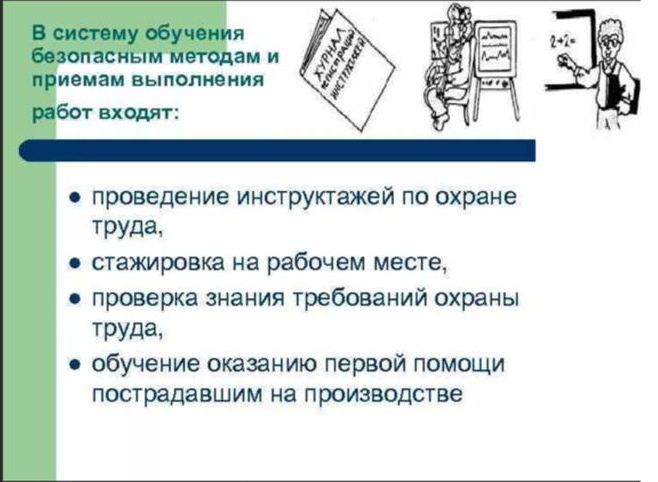 В систему обучения
безопасным методам и
приемам выполнения
работ входят:
ЖУРНАЛ
регистрации
инструктажей
2+2=
проведение инструктажей по охране
труда,
стажировка на рабочем месте,
проверка знания требований охраны
труда,
обучение оказанию первой помощи
пострадавшим на производстве